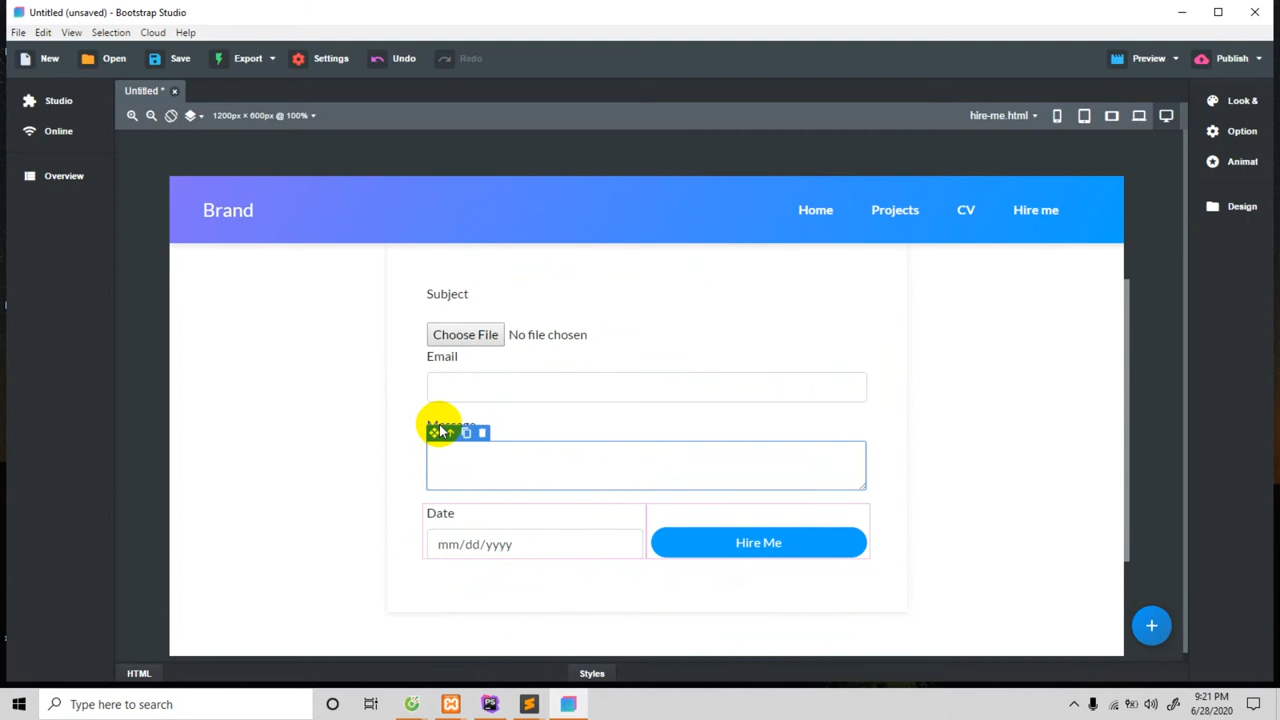 Untitled (unsaved) - Bootstrap Studio
File Edit View Selection Cloud Help
New Open Save Export Settings Undo Redo Preview Publish
Studio
Online
Overview
Untitled *
1200px × 600px @ 100%
hire-me.html
Look &
Option
Animat
Design
Brand Home Projects CV Hire me
Subject
Choose File No file chosen
Email
Message
Date
mm/dd/yyyy
Hire Me
HTML Styles
Type here to search
9:21 PM
6/28/2020